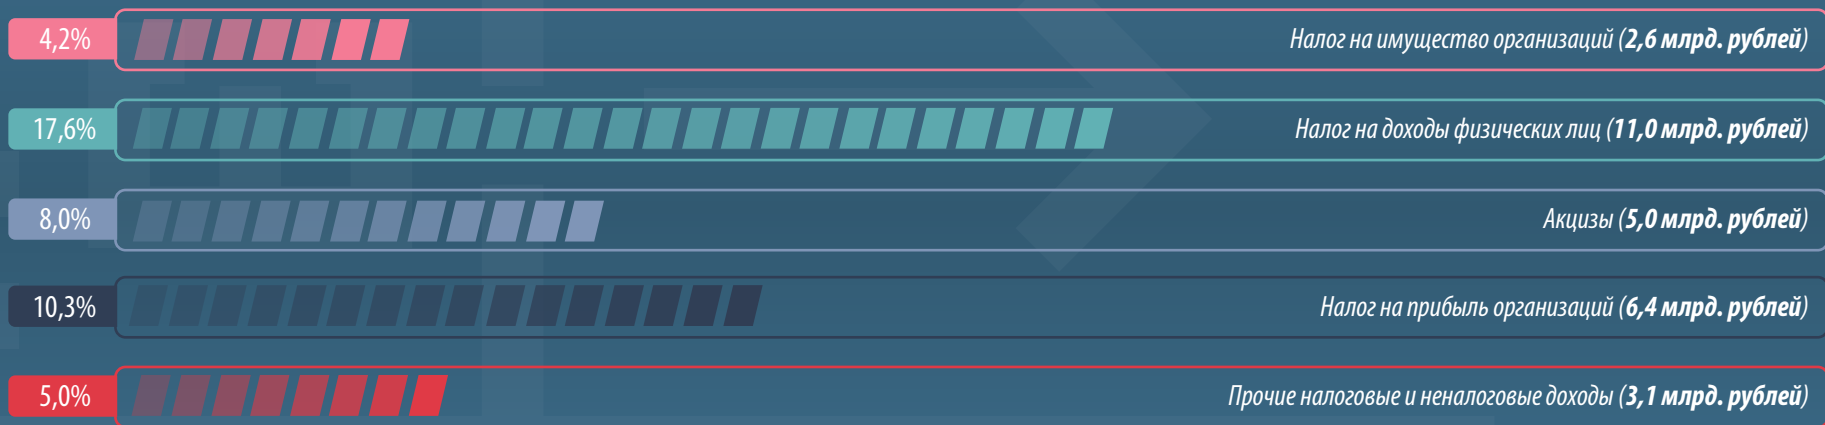 4,2% Налог на имущество организаций (2,6 млрд. рублей)
17,6% Налог на доходы физических лиц (11,0 млрд. рублей)
8,0% Акцизы (5,0 млрд. рублей)
10,3% Налог на прибыль организаций (6,4 млрд. рублей)
5,0% Прочие налоговые и неналоговые доходы (3,1 млрд. рублей)